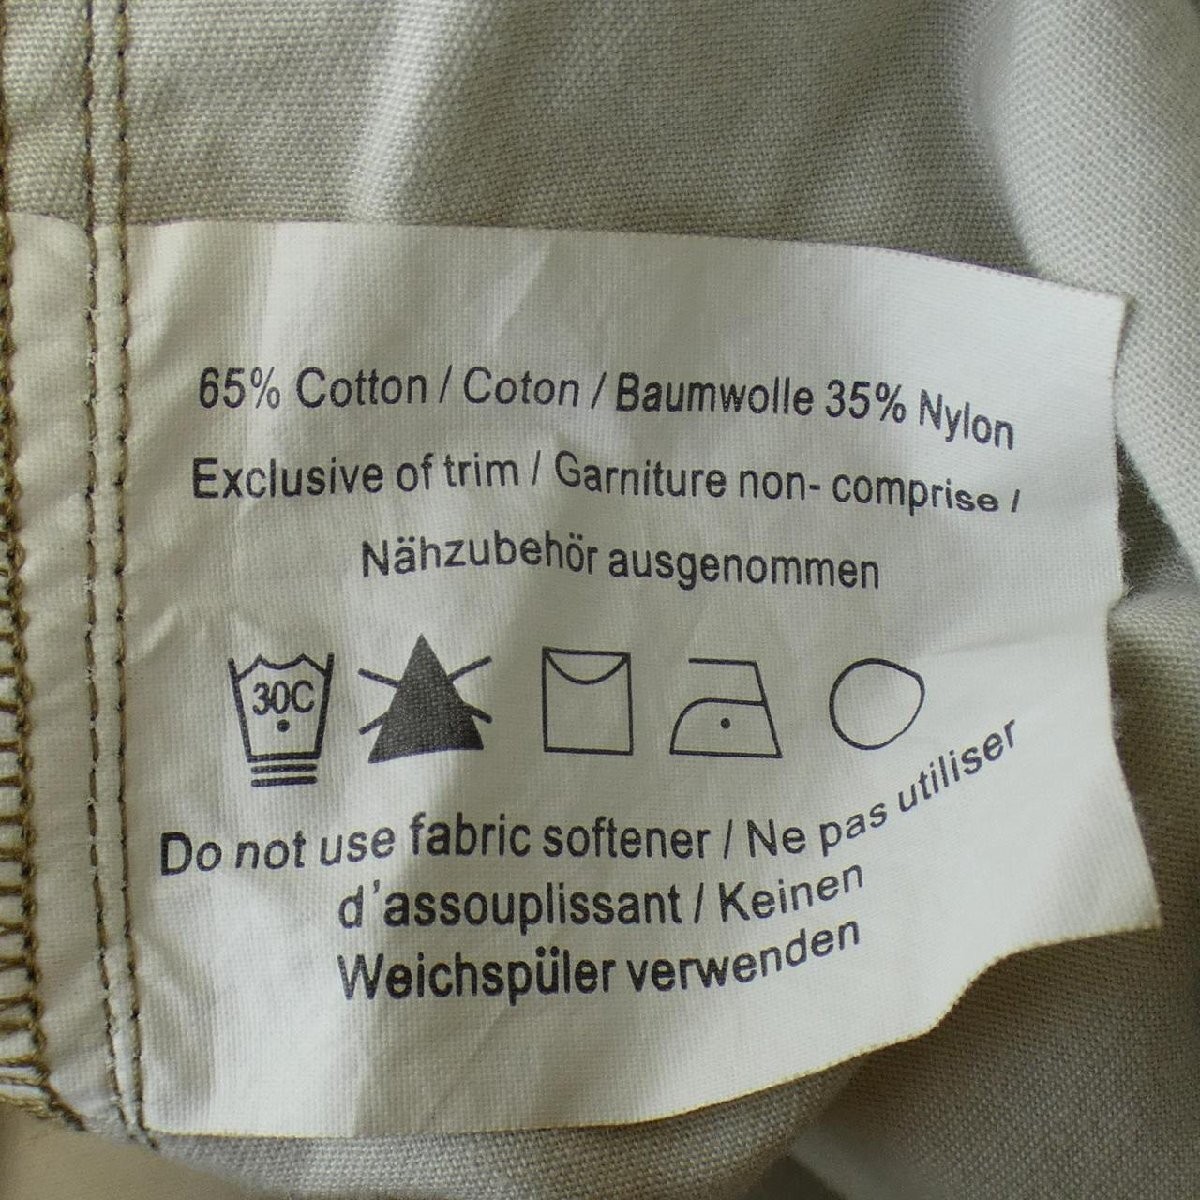 65% Cotton / Coton / Baumwolle 35% Nylon
Exclusive of trim / Garniture non- comprise /
Nähzubehör ausgenommen
30C
Do not use fabric softener / Ne pas utiliser
d'assouplissant / Keinen
Weichspüler verwenden